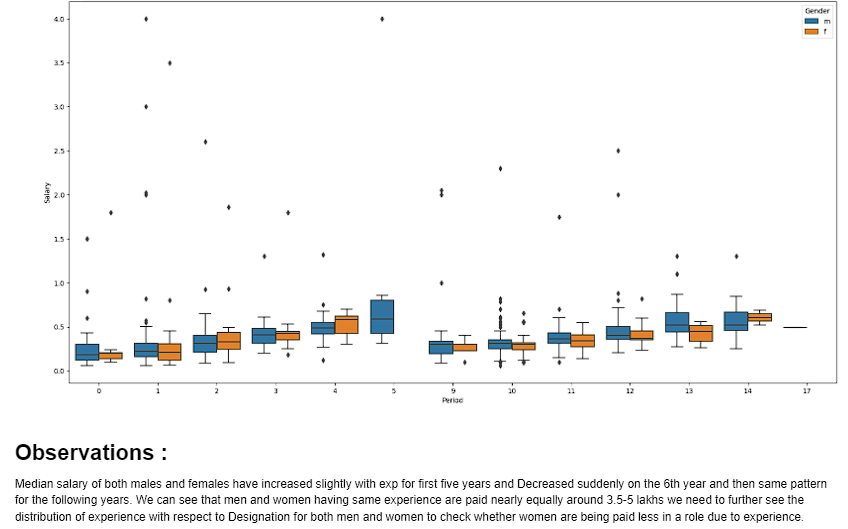 Gender
m
f
4.0
3.5
3.0
2.5
2.0
1.5
1.0
0.5
0.0
Salary
0 1 2 3 4 5 9 10 11 12 13 14 17
Period
Observations :
Median salary of both males and females have increased slightly with exp for first five years and Decreased suddenly on the 6th year and then same pattern
for the following years. We can see that men and women having same experience are paid nearly equally around 3.5-5 lakhs we need to further see the
distribution of experience with respect to Designation for both men and women to check whether women are being paid less in a role due to experience.